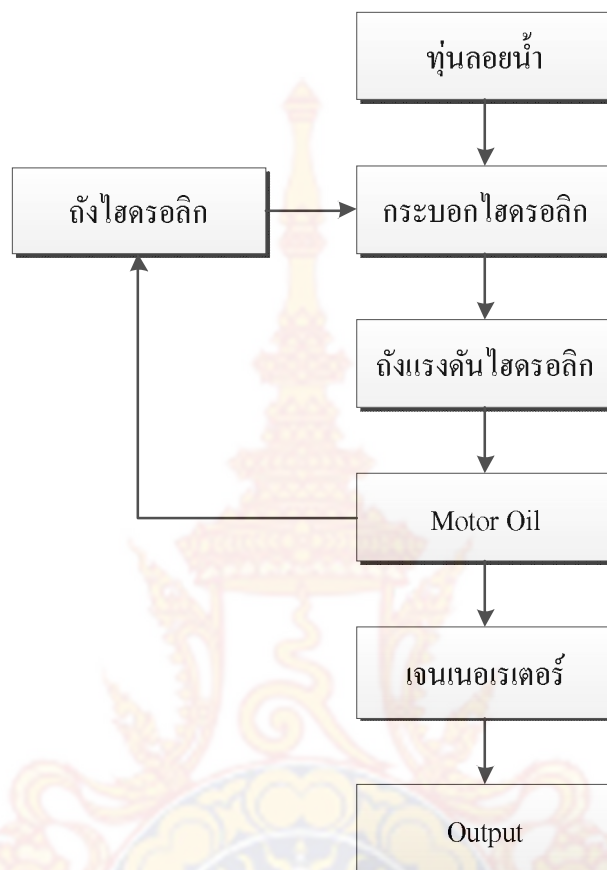 ทุ่นลอยน้ำ
ถังไฮดรอลิก
กระบอกไฮดรอลิก
ถังแรงดันไฮดรอลิก
Motor Oil
เจนเนอเรเตอร์
Output